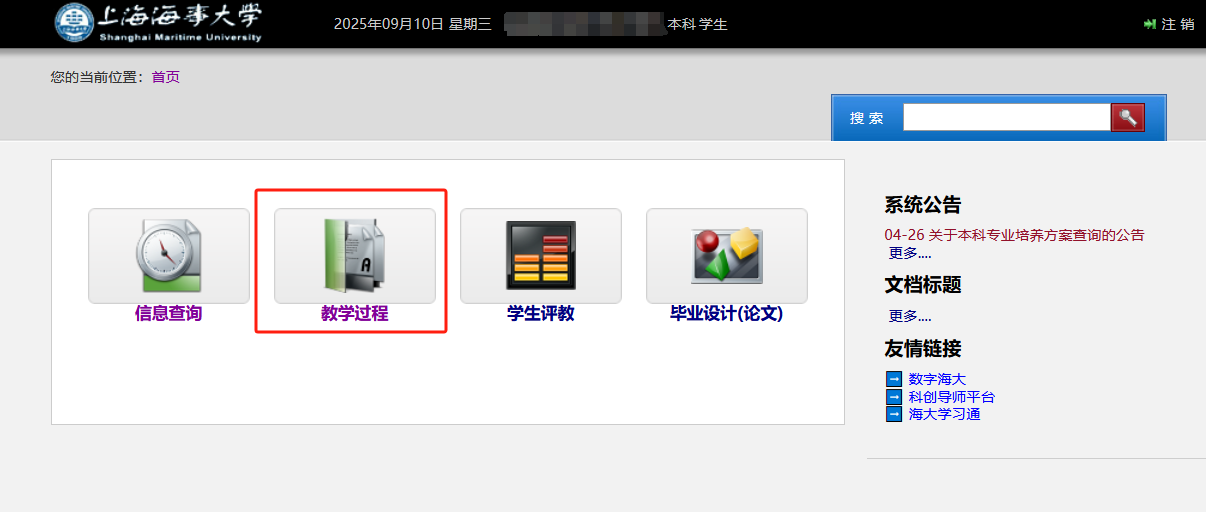 上海海事大学
Shanghai Maritime University
2025年09月10日 星期三 本科 学生
注 销
您的当前位置：首页
搜 索
信息查询
教学过程
学生评教
毕业设计(论文)
系统公告
04-26 关于本科专业培养方案查询的公告
更多....
文档标题
更多....
友情链接
数字海大
科创导师平台
海大学习通